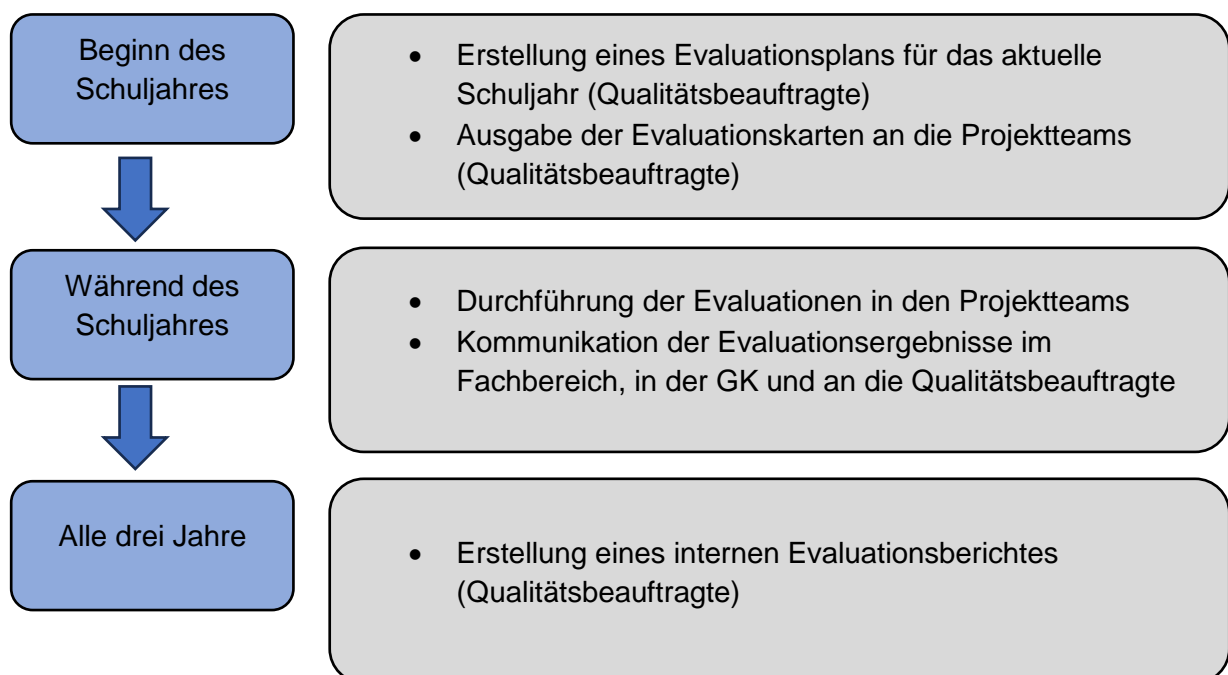 Beginn des
Schuljahres
• Erstellung eines Evaluationsplans für das aktuelle
Schuljahr (Qualitätsbeauftragte)
• Ausgabe der Evaluationskarten an die Projektteams
(Qualitätsbeauftragte)
Während des
Schuljahres
• Durchführung der Evaluationen in den Projektteams
• Kommunikation der Evaluationsergebnisse im
Fachbereich, in der GK und an die Qualitätsbeauftragte
Alle drei Jahre
• Erstellung eines internen Evaluationsberichtes
(Qualitätsbeauftragte)